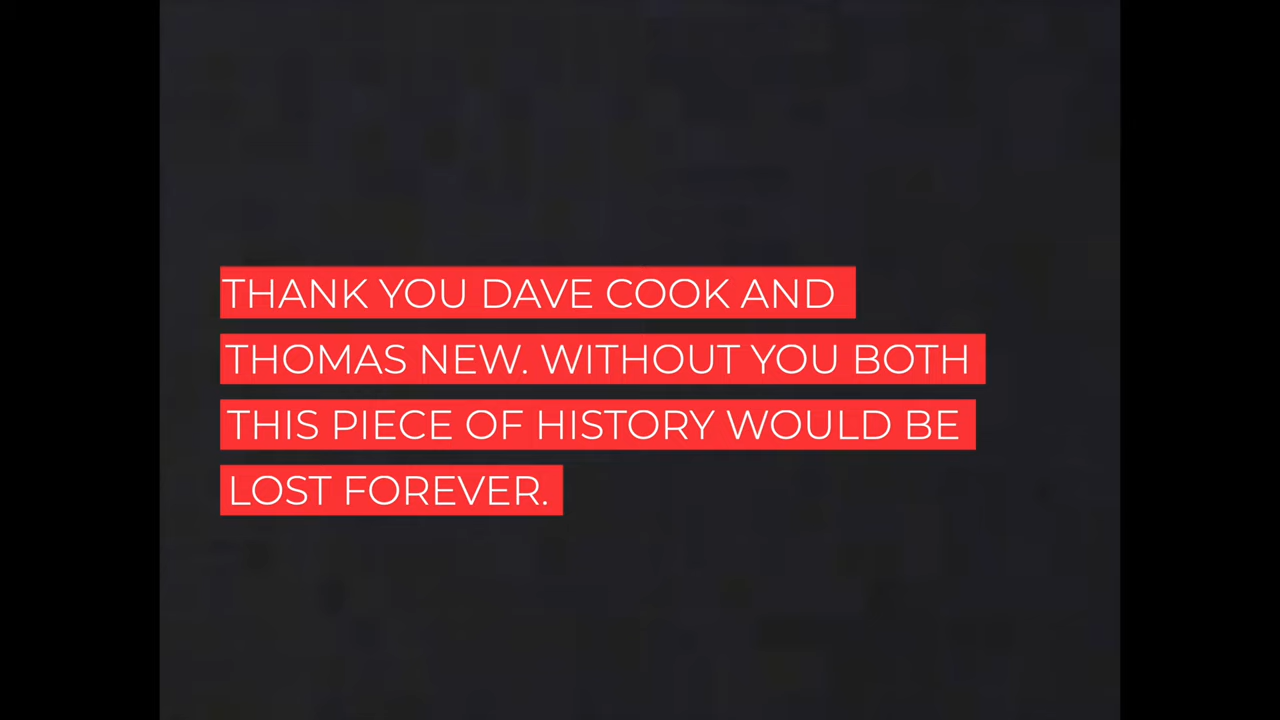 THANK YOU DAVE COOK AND
THOMAS NEW. WITHOUT YOU BOTH
THIS PIECE OF HISTORY WOULD BE
LOST FOREVER.